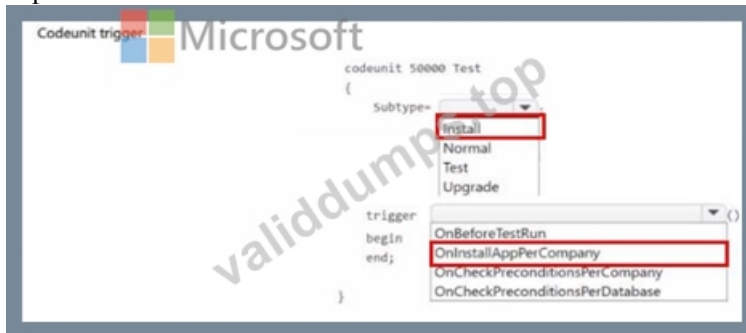 Codeunit trigger
Microsoft
codeunit 50000 Test
{
Subtype=
Install
Normal
Test
Upgrade
trigger ()
OnBeforeTestRun
begin
OnInstallAppPerCompany
end;
OnCheckPreconditionsPerCompany
OnCheckPreconditionsPerDatabase
}
validdumps.top